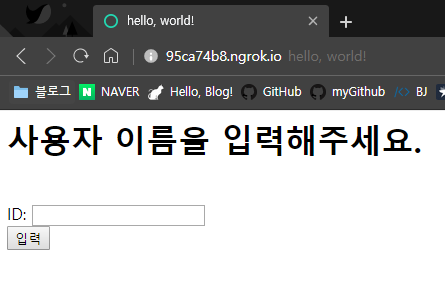 hello, world!
95ca74b8.ngrok.io hello, world!
블로그 NAVER Hello, Blog! GitHub myGithub BJ
사용자 이름을 입력해주세요.
ID:
입력